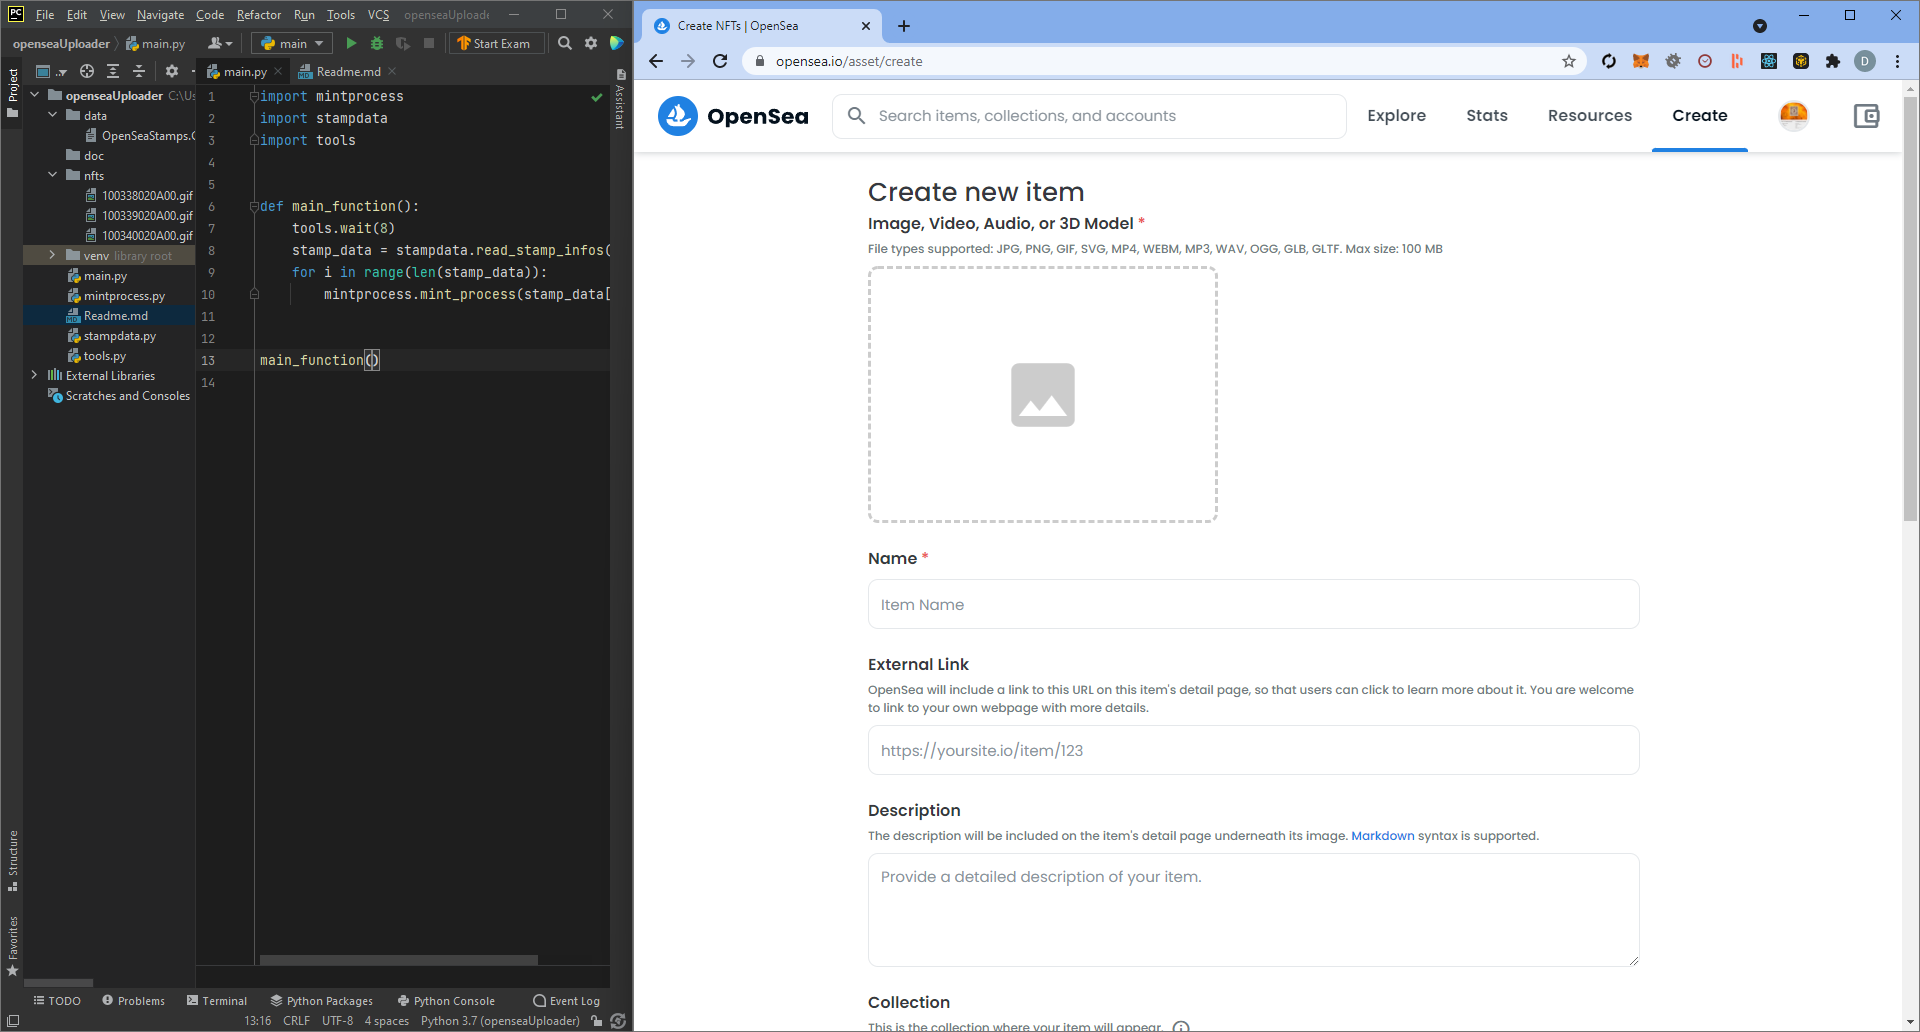 PC File Edit View Navigate Code Refactor Run Tools VCS openseaUploade
openseaUploader main.py main Start Exam
Project
main.py Readme.md
Assistant
openseaUploader C:\Us
data
OpenSeaStamps.
doc
nfts
100338020A00.gif
100339020A00.gif
100340020A00.gif
venv library root
main.py
mintprocess.py
Readme.md
stampdata.py
tools.py
External Libraries
Scratches and Consoles
Structure
Favorites
1 import mintprocess
2 import stampdata
3 import tools
4
5
6 def main_function():
7 tools.wait(8)
8 stamp_data = stampdata.read_stamp_infos(
9 for i in range(len(stamp_data)):
10 mintprocess.mint_process(stamp_data[
11
12
13 main_function()
14
TODO Problems Terminal Python Packages Python Console Event Log
13:16 CRLF UTF-8 4 spaces Python 3.7 (openseaUploader)
Create NFTs | OpenSea
opensea.io/asset/create
D
OpenSea
Search items, collections, and accounts
Explore Stats Resources Create
Create new item
Image, Video, Audio, or 3D Model *
File types supported: JPG, PNG, GIF, SVG, MP4, WEBM, MP3, WAV, OGG, GLB, GLTF. Max size: 100 MB
Name *
Item Name
External Link
OpenSea will include a link to this URL on this item's detail page, so that users can click to learn more about it. You are welcome
to link to your own webpage with more details.
https://yoursite.io/item/123
Description
The description will be included on the item's detail page underneath its image. Markdown syntax is supported.
Provide a detailed description of your item.
Collection
This is the collection where your item will appear.